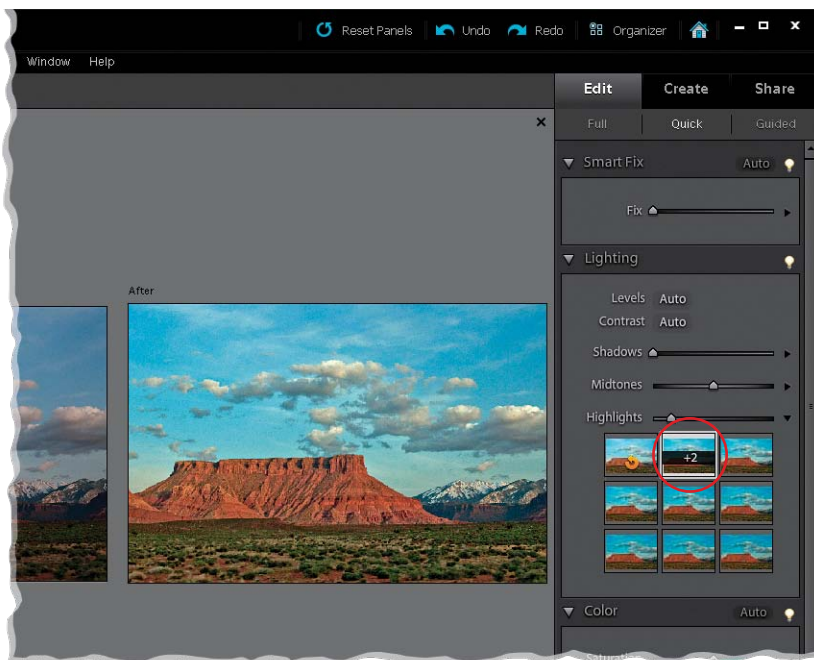 Reset Panels Undo Redo Organizer
Window Help
Edit Create Share
Full Quick Guided
Smart Fix Auto
Fix
Lighting
After
Levels Auto
Contrast Auto
Shadows
Midtones
Highlights
+2
Color Auto
Saturation